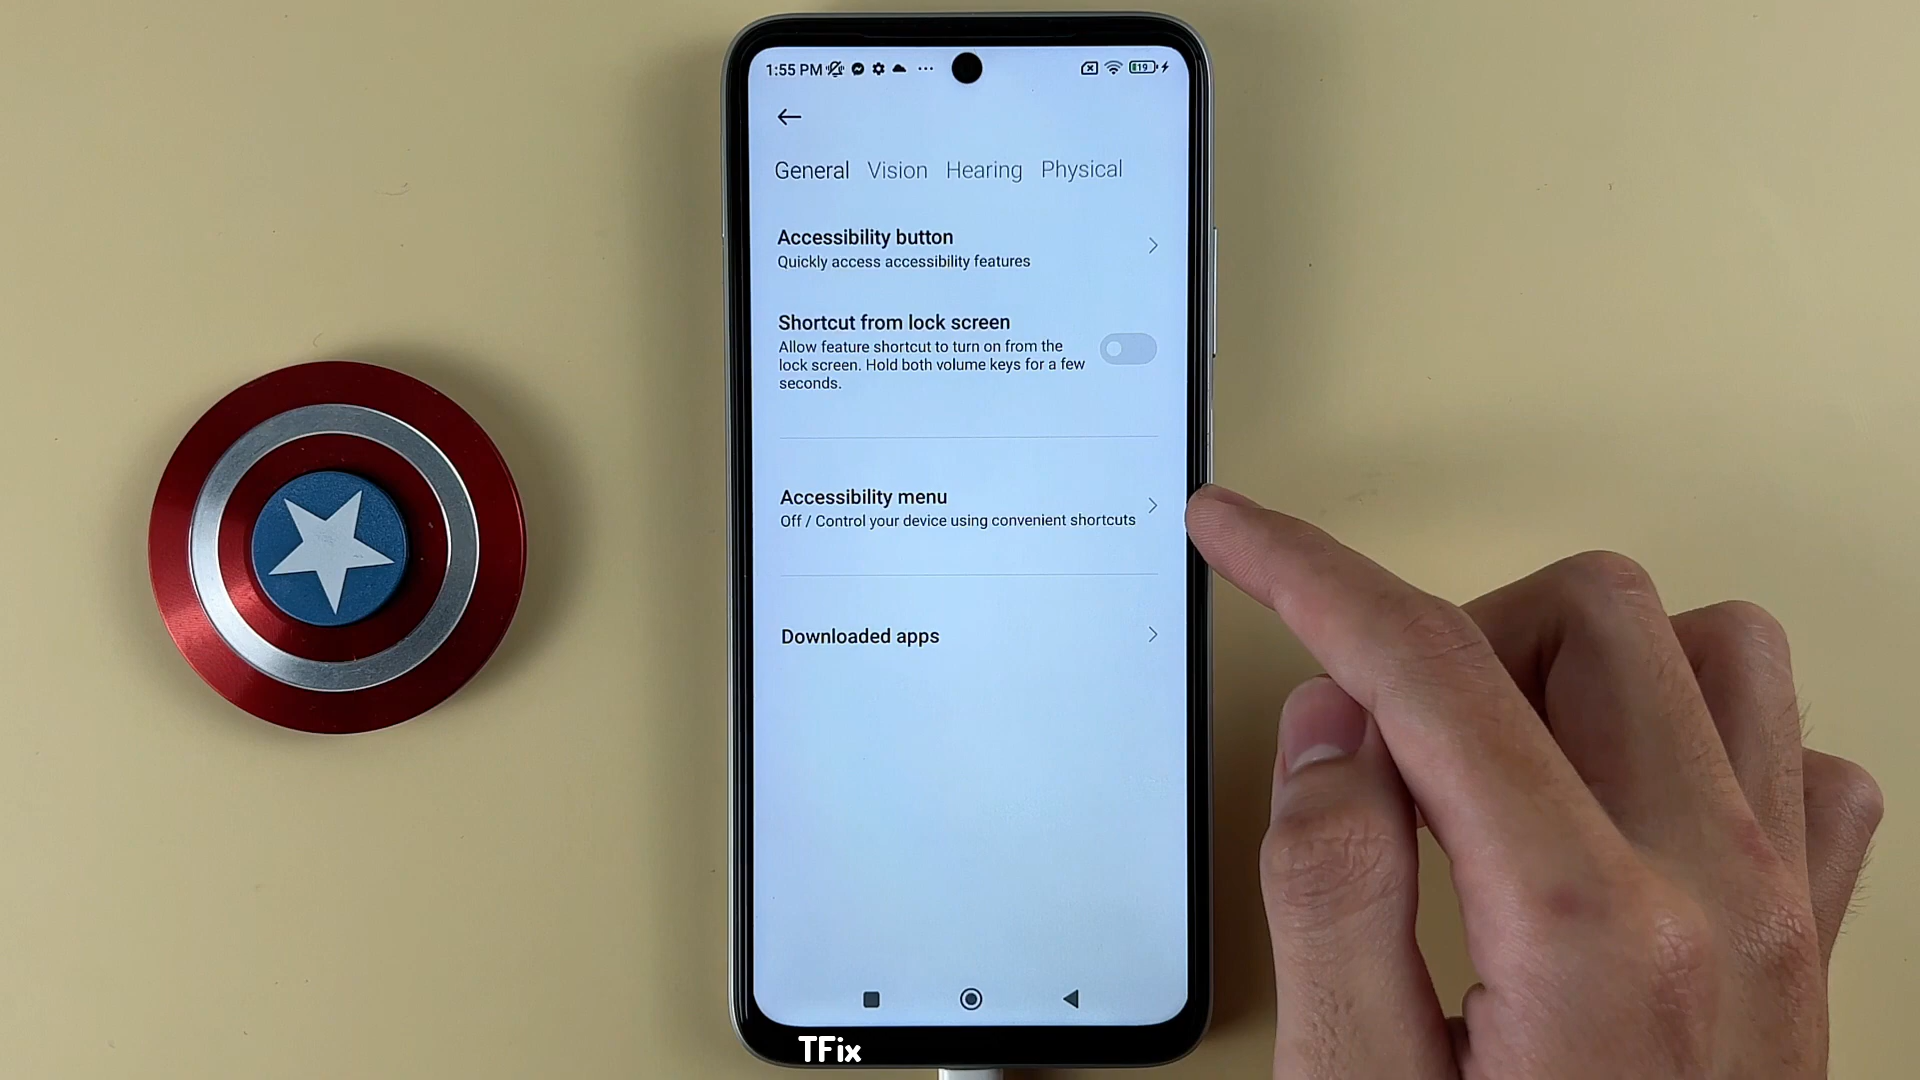 1:55 PM
19
General Vision Hearing Physical
Accessibility button
Quickly access accessibility features
Shortcut from lock screen
Allow feature shortcut to turn on from the
lock screen. Hold both volume keys for a few
seconds.
Accessibility menu
Off / Control your device using convenient shortcuts
Downloaded apps
TFix